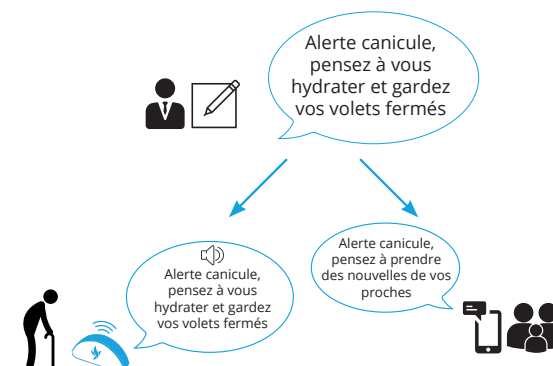 Alerte canicule,
pensez à vous
hydrater et gardez
vos volets fermés
Alerte canicule,
pensez à vous
hydrater et gardez
vos volets fermés
Alerte canicule,
pensez à prendre
des nouvelles de vos
proches